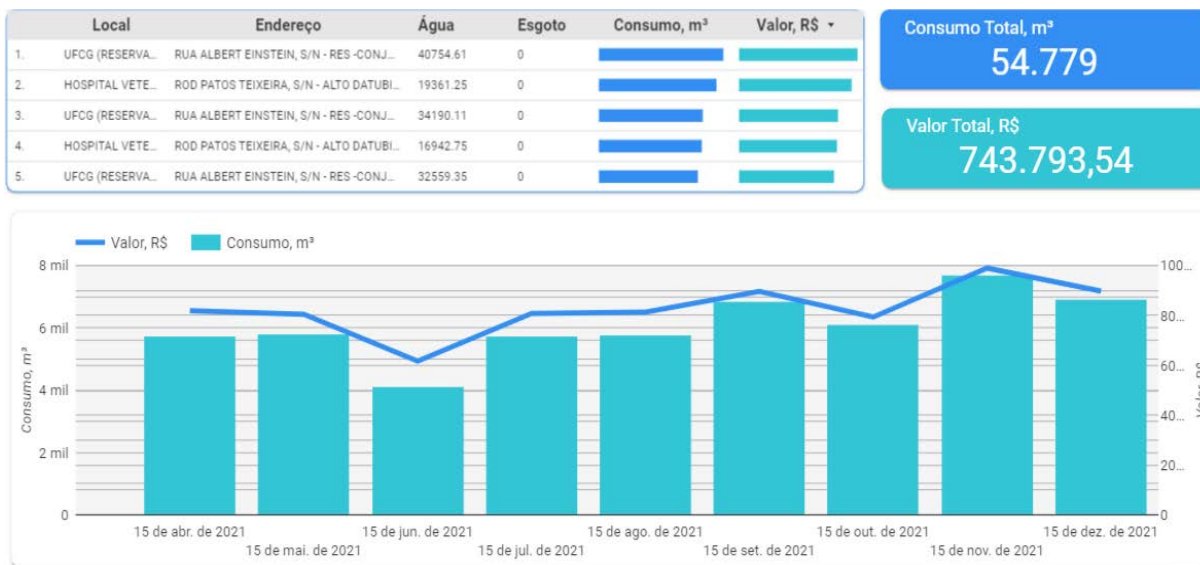 Local Endereço Água Esgoto Consumo, m³ Valor, R$
1. UFCG (RESERVA... RUA ALBERT EINSTEIN, S/N - RES -CONJ... 40754.61 0
2. HOSPITAL VETE... ROD PATOS TEIXEIRA, S/N - ALTO DATUBI... 19361.25 0
3. UFCG (RESERVA... RUA ALBERT EINSTEIN, S/N - RES -CONJ... 34190.11 0
4. HOSPITAL VETE... ROD PATOS TEIXEIRA, S/N - ALTO DATUBI... 16942.75 0
5. UFCG (RESERVA... RUA ALBERT EINSTEIN, S/N - RES -CONJ... 32559.35 0
Consumo Total, m³
54.779
Valor Total, R$
743.793,54
Valor, R$ Consumo, m³
8 mil 100...
6 mil 80...
60...
4 mil 40...
2 mil 20...
0 0
Consumo, m³
Valor, R$
15 de abr. de 2021 15 de jun. de 2021 15 de ago. de 2021 15 de out. de 2021 15 de dez. de 2021
15 de mai. de 2021 15 de jul. de 2021 15 de set. de 2021 15 de nov. de 2021